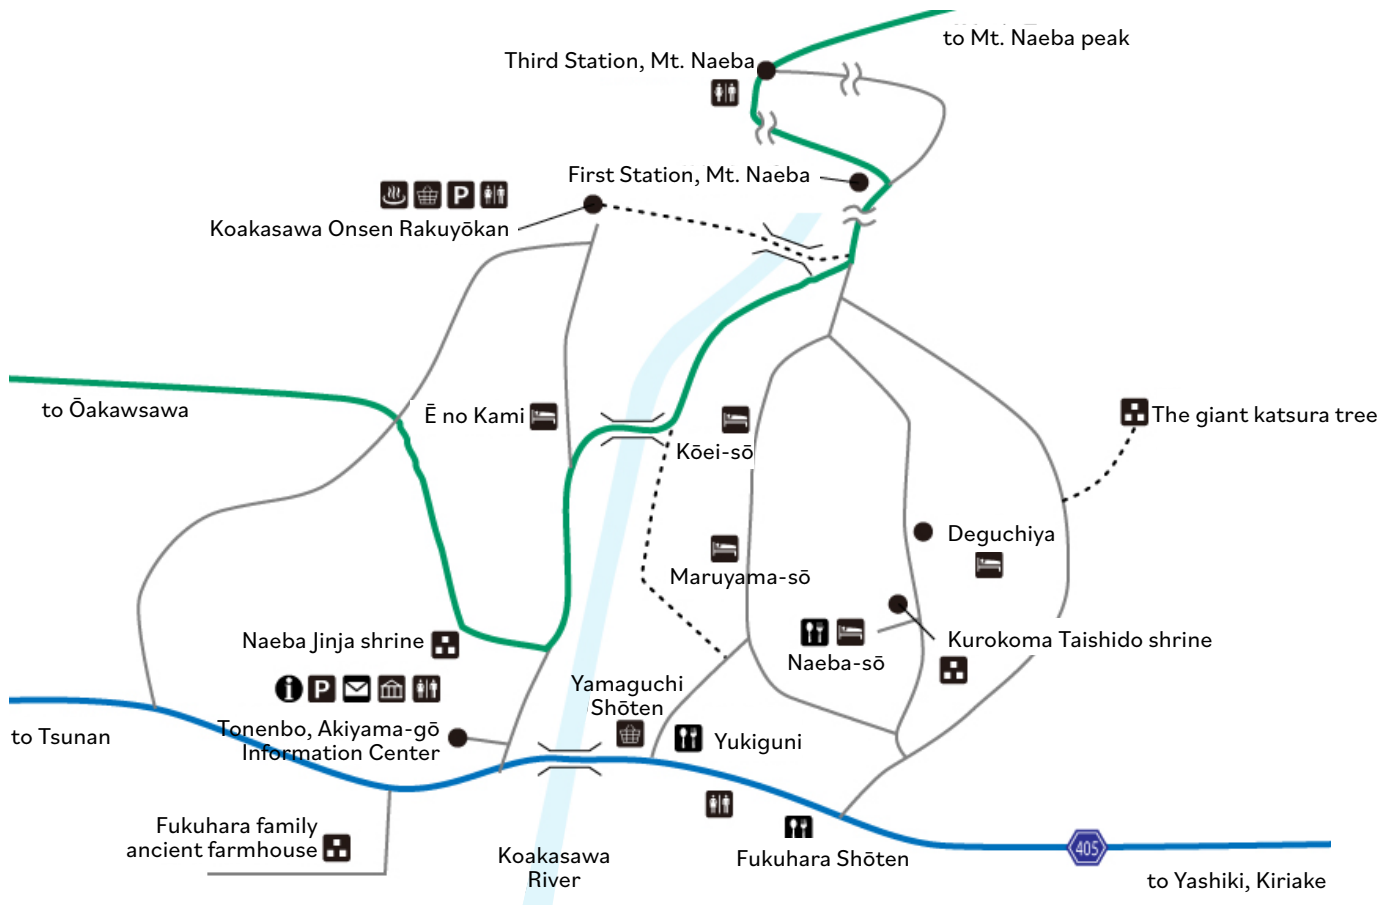 to Mt. Naeba peak
Third Station, Mt. Naeba
First Station, Mt. Naeba
P
Koakasawa Onsen Rakuyōkan
to Ōakawsawa
Ē no Kami
The giant katsura tree
Kōei-sō
Deguchiya
Maruyama-sō
Naeba Jinja shrine
Kurokoma Taishido shrine
Naeba-sō
i P
Yamaguchi
Shōten
to Tsunan
Tonenbo, Akiyama-gō
Information Center
Yukiguni
Fukuhara family
ancient farmhouse
Koakasawa
River
Fukuhara Shōten
405
to Yashiki, Kiriake